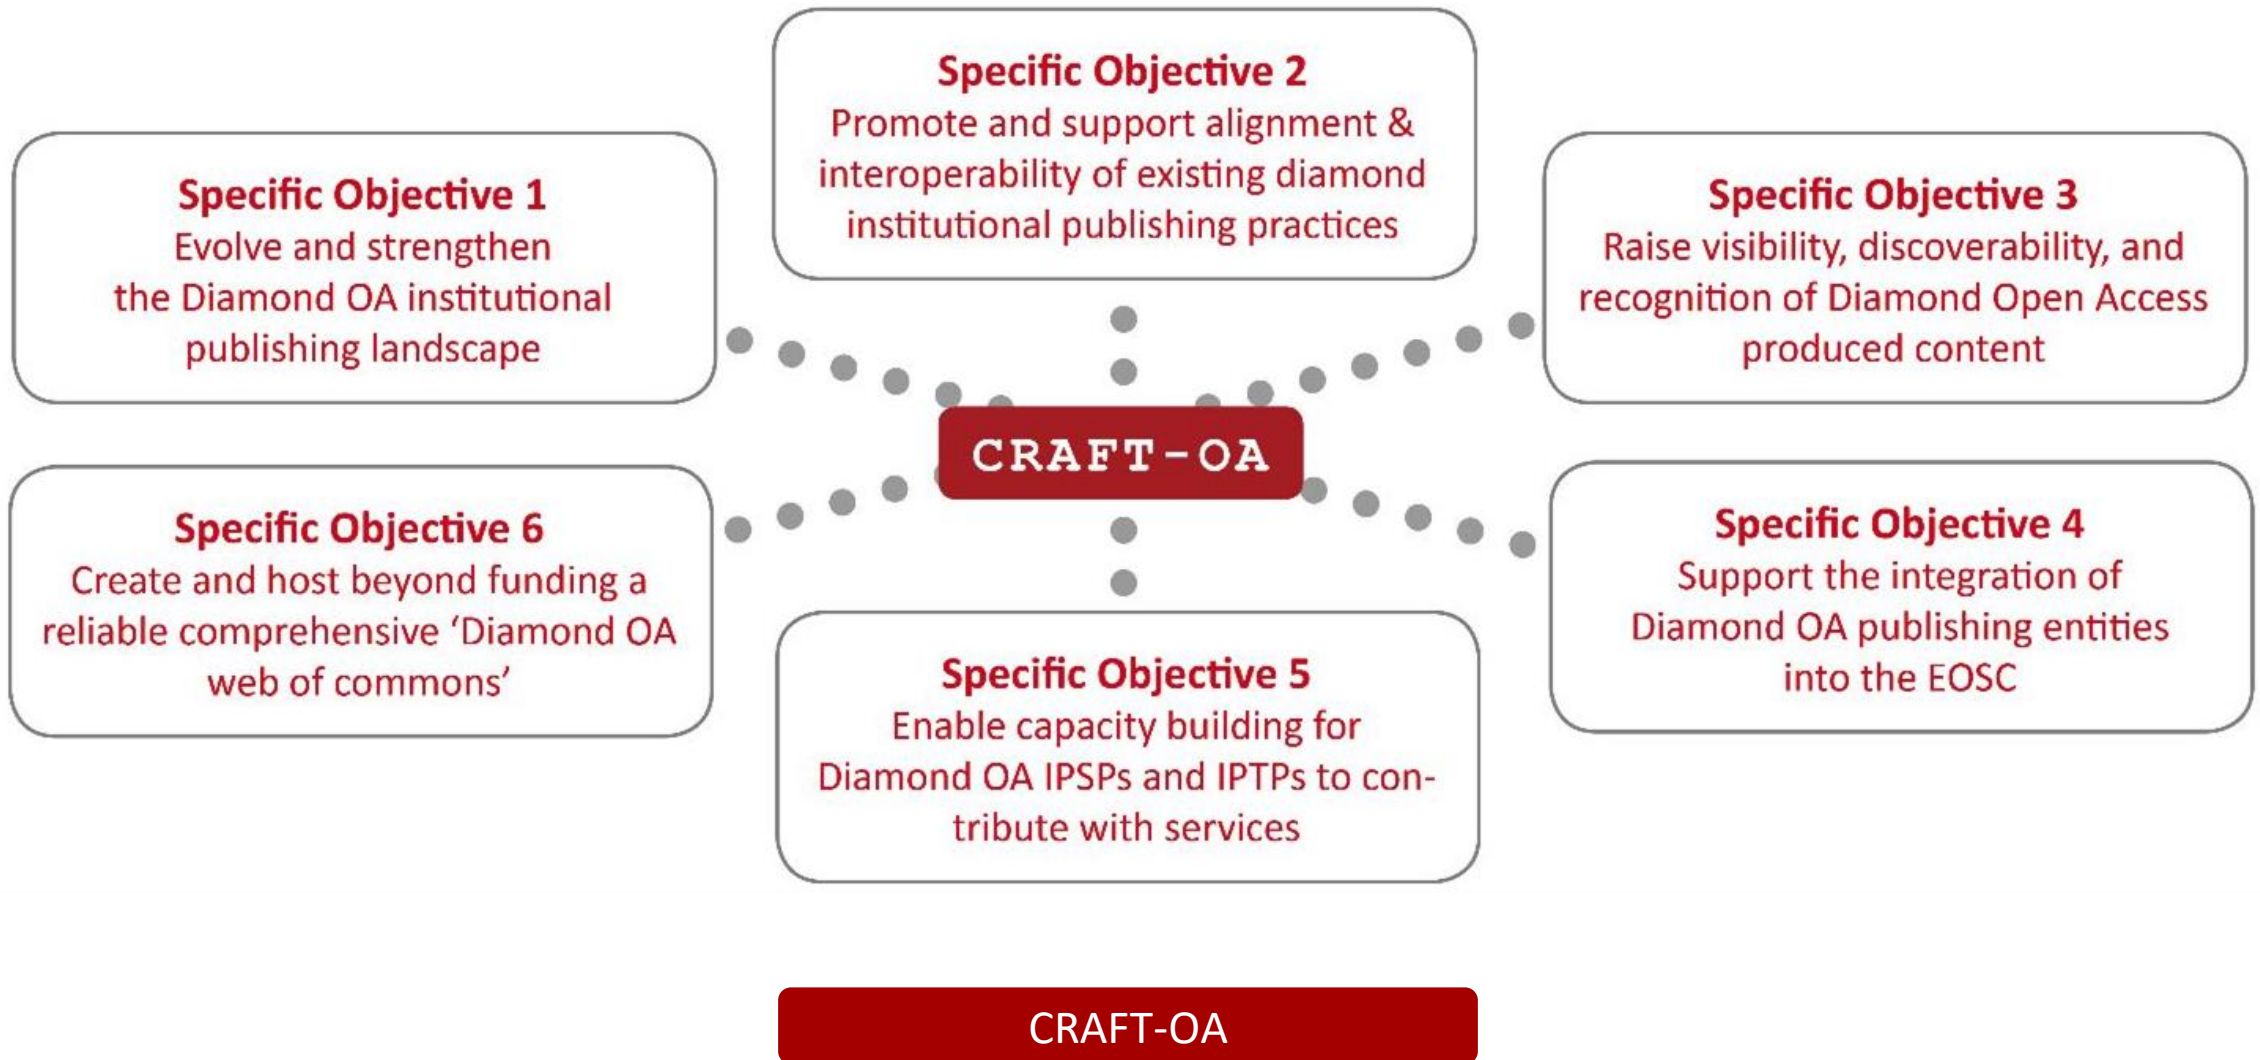 Specific Objective 1
Evolve and strengthen
the Diamond OA institutional
publishing landscape
Specific Objective 2
Promote and support alignment &
interoperability of existing diamond
institutional publishing practices
Specific Objective 3
Raise visibility, discoverability, and
recognition of Diamond Open Access
produced content
CRAFT-OA
Specific Objective 6
Create and host beyond funding a
reliable comprehensive ‘Diamond OA
web of commons’
Specific Objective 5
Enable capacity building for
Diamond OA IPSPs and IPTPs to con-
tribute with services
Specific Objective 4
Support the integration of
Diamond OA publishing entities
into the EOSC
CRAFT-OA